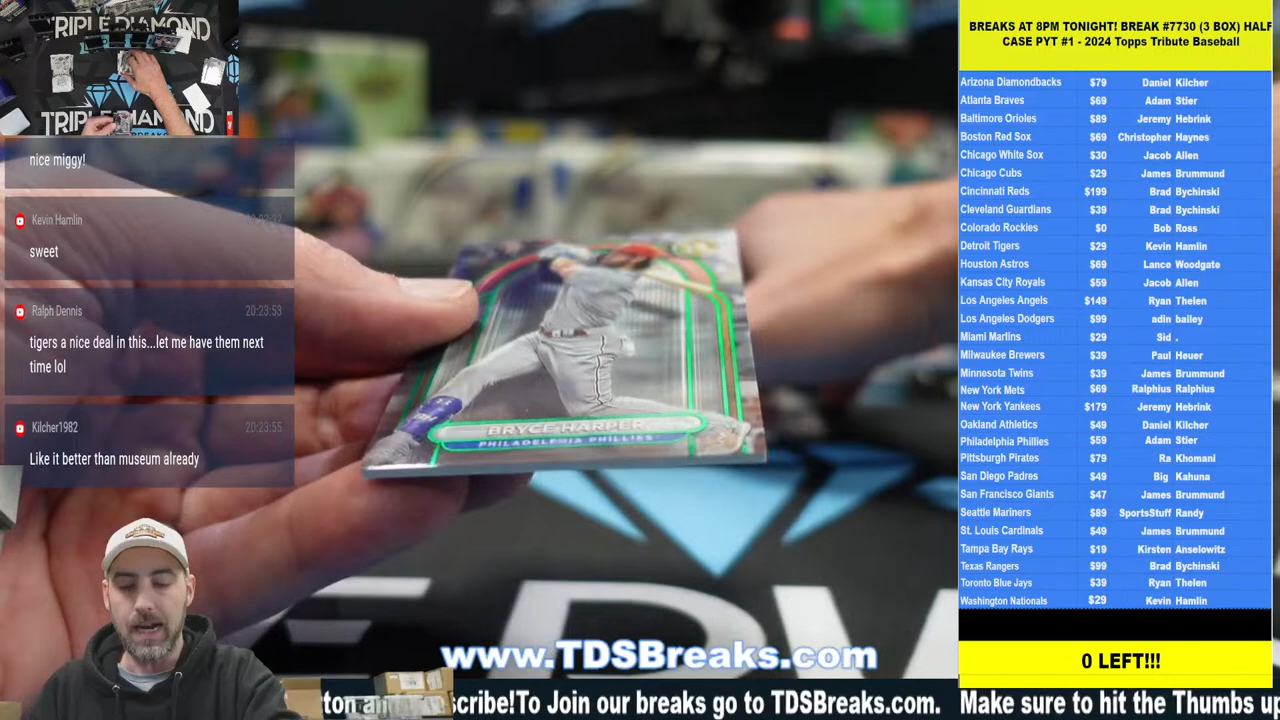 TRIPLE DIAMOND
TRIPLE DIAMOND
nice miggy!
Kevin Hamlin
sweet
Ralph Dennis 20:23:53
tigers a nice deal in this...let me have them next
time lol
Kilcher1982 20:23:55
Like it better than museum already
BRYCE HARPER
PHILADELPHIA PHILLIES
www.TDSBreaks.com
scribe!To Join our breaks go to TDSBreaks.com. Make sure to hit the Thumbs up
BREAKS AT 8PM TONIGHT! BREAK #7730 (3 BOX) HALF
CASE PYT #1 - 2024 Topps Tribute Baseball
Arizona Diamondbacks $79 Daniel Kilcher
Atlanta Braves $69 Adam Stier
Baltimore Orioles $89 Jeremy Hebrink
Boston Red Sox $69 Christopher Haynes
Chicago White Sox $30 Jacob Allen
Chicago Cubs $29 James Brummund
Cincinnati Reds $199 Brad Bychinski
Cleveland Guardians $39 Brad Bychinski
Colorado Rockies $0 Bob Ross
Detroit Tigers $29 Kevin Hamlin
Houston Astros $69 Lance Woodgate
Kansas City Royals $59 Jacob Allen
Los Angeles Angels $149 Ryan Thelen
Los Angeles Dodgers $99 adin bailey
Miami Marlins $29 Sid .
Milwaukee Brewers $39 Paul Heuer
Minnesota Twins $39 James Brummund
New York Mets $69 Ralphius Ralphius
New York Yankees $179 Jeremy Hebrink
Oakland Athletics $49 Daniel Kilcher
Philadelphia Phillies $59 Adam Stier
Pittsburgh Pirates $79 Ra Khomani
San Diego Padres $49 Big Kahuna
San Francisco Giants $47 James Brummund
Seattle Mariners $89 SportsStuff Randy
St. Louis Cardinals $49 James Brummund
Tampa Bay Rays $19 Kirsten Anselowitz
Texas Rangers $99 Brad Bychinski
Toronto Blue Jays $39 Ryan Thelen
Washington Nationals $29 Kevin Hamlin
0 LEFT!!!